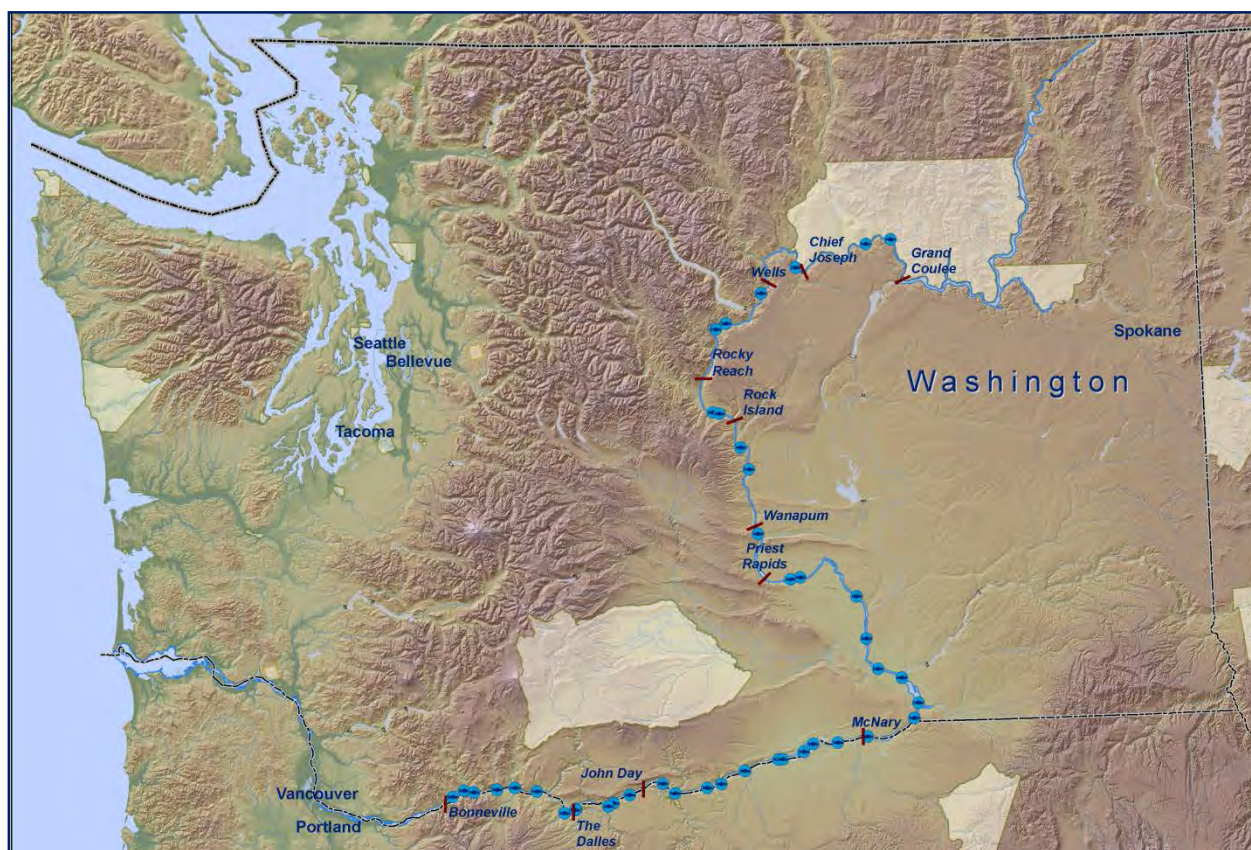 Chief
Joseph
Grand
Coulee
Wells
Spokane
Seattle
Bellevue
Rocky
Reach
Washington
Rock
Island
Tacoma
Wanapum
Priest
Rapids
McNary
John Day
Vancouver
Bonneville
Portland
The
Dalles